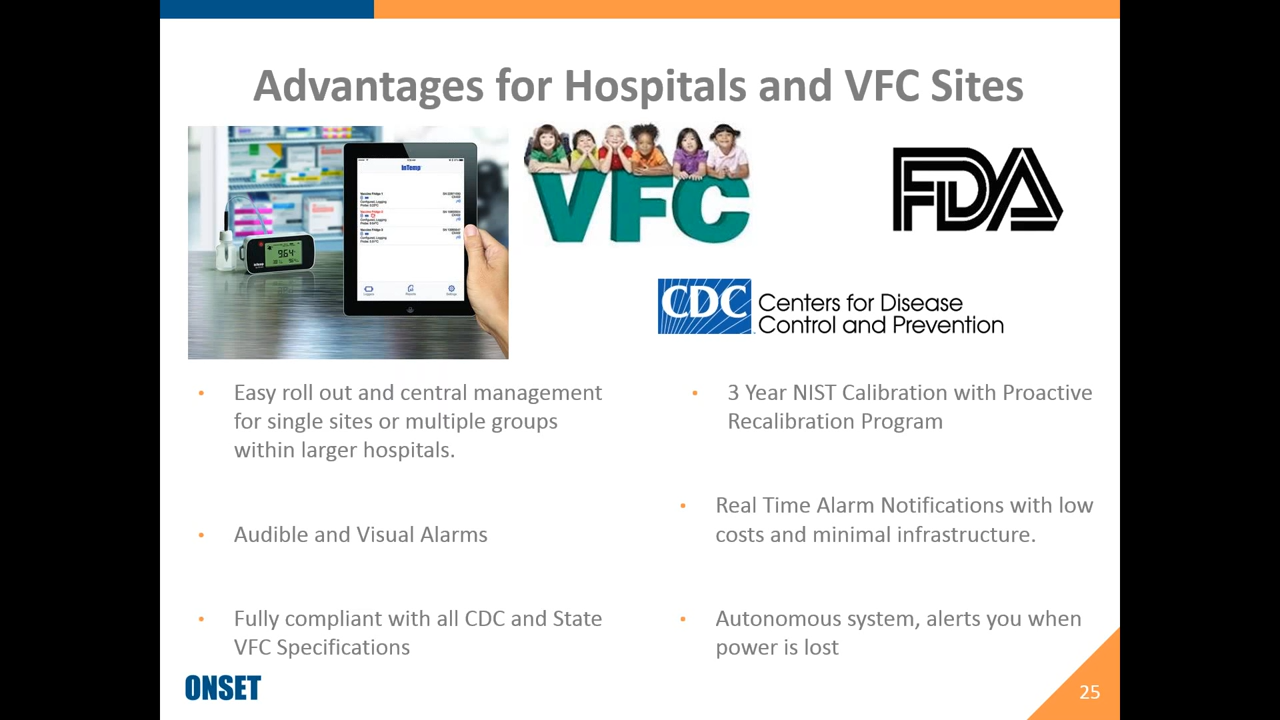 Advantages for Hospitals and VFC Sites
InTemp
9.64
VFC
FDA
CDC Centers for Disease
Control and Prevention
Easy roll out and central management
for single sites or multiple groups
within larger hospitals.
Audible and Visual Alarms
Fully compliant with all CDC and State
VFC Specifications
3 Year NIST Calibration with Proactive
Recalibration Program
Real Time Alarm Notifications with low
costs and minimal infrastructure.
Autonomous system, alerts you when
power is lost
ONSET
25